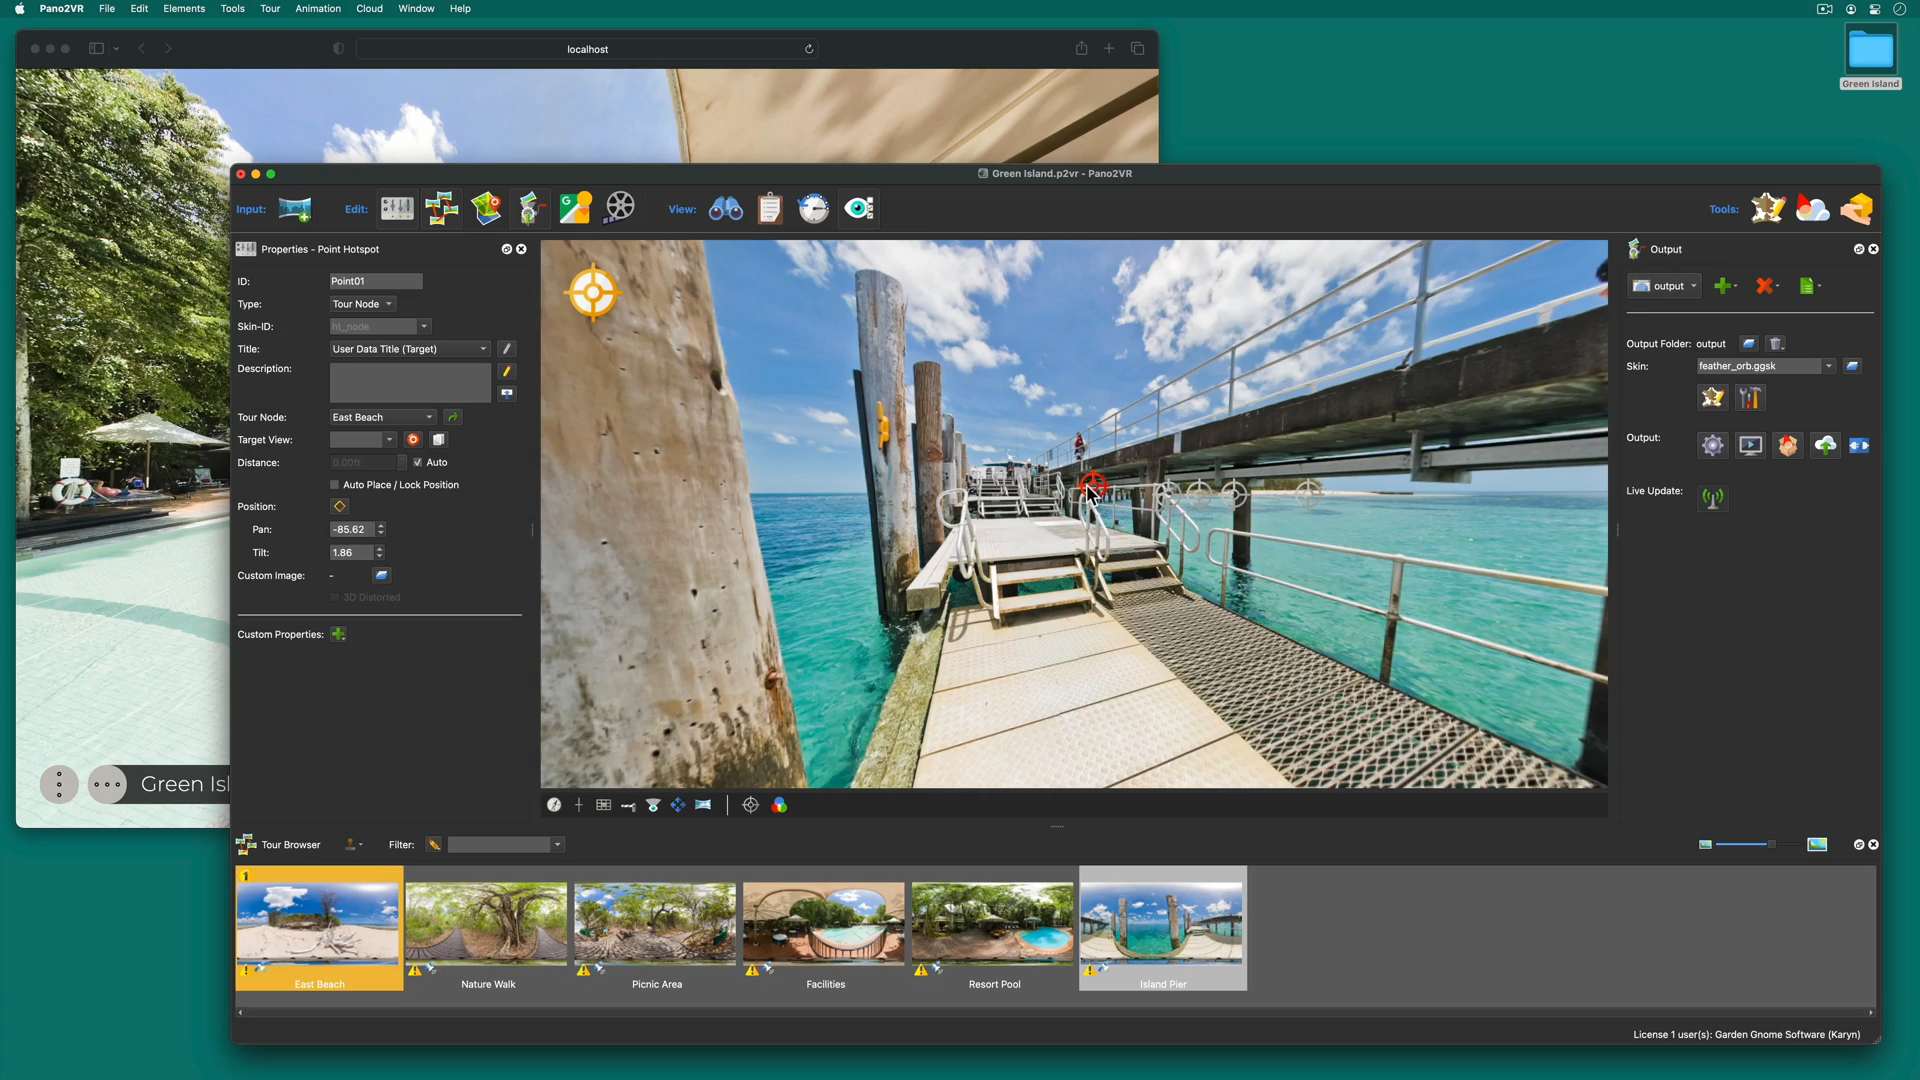 Pano2VR File Edit Elements Tools Tour Animation Cloud Window Help
localhost
Green Island
Green Island.p2vr - Pano2VR
Input: Edit: View: Tools:
Properties - Point Hotspot
ID: Point01
Type: Tour Node
Skin-ID: ht_node
Title: User Data Title (Target)
Description:
Tour Node: East Beach
Target View:
Distance: 0.00ft Auto
Auto Place / Lock Position
Position:
Pan: -85.62
Tilt: 1.86
Custom Image: -
3D Distorted
Custom Properties:
Output
output
Output Folder: output
Skin: feather_orb.ggsk
Output:
Live Update:
Green Isl
Tour Browser Filter:
1
East Beach Nature Walk Picnic Area Facilities Resort Pool Island Pier
License 1 user(s): Garden Gnome Software (Karyn)